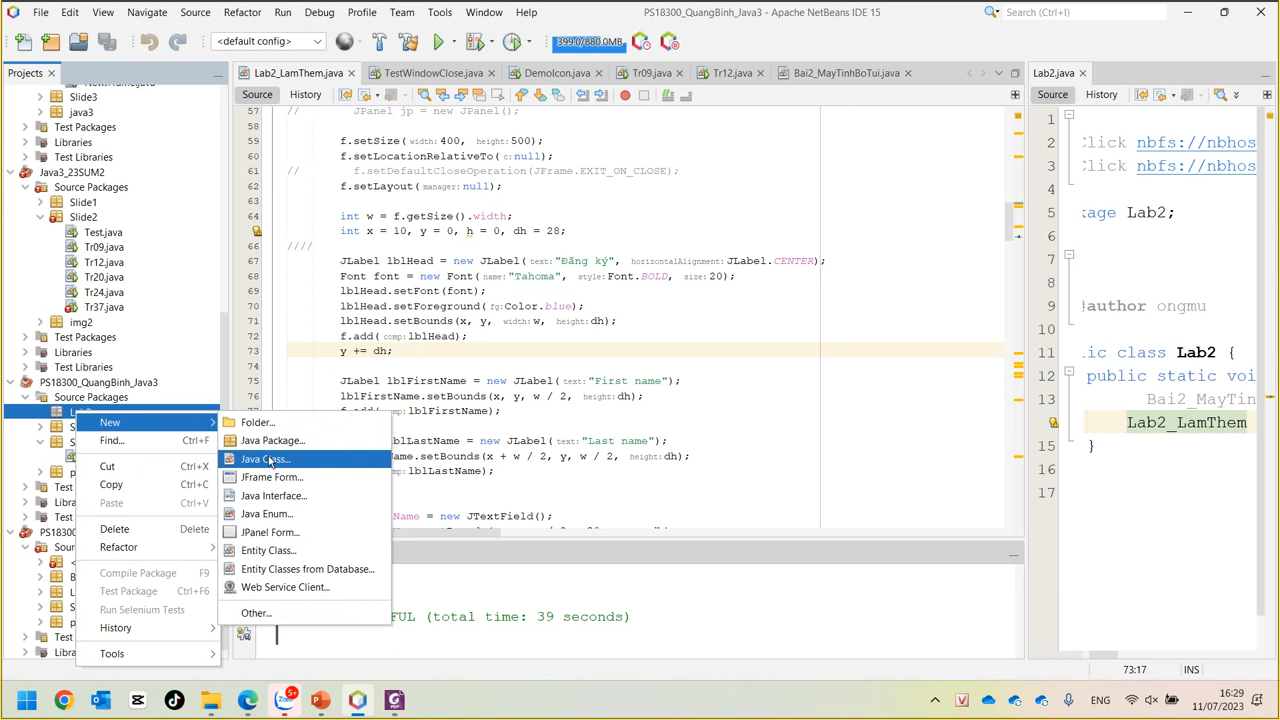 File Edit View Navigate Source Refactor Run Debug Profile Team Tools Window Help
PS18300_QuangBinh_Java3 - Apache NetBeans IDE 15
Search (Ctrl+I)
<default config>
399.0/880.0MB
Projects
Lab2_LamThem.java
TestWindowClose.java
DemoIcon.java
Tr09.java
Tr12.java
Bai2_MayTinhBoTui.java
Lab2.java
Source
History
Source
History
Slide3
java3
Test Packages
Libraries
Test Libraries
Java3_23SUM2
Source Packages
Slide1
Slide2
Test.java
Tr09.java
Tr12.java
Tr20.java
Tr24.java
Tr37.java
img2
Test Packages
Libraries
Test Libraries
PS18300_QuangBinh_Java3
Source Packages
57 // JPanel jp = new JPanel();
58
59 f.setSize(width:400, height:500);
60 f.setLocationRelativeTo(c:null);
61 // f.setDefaultCloseOperation(JFrame.EXIT_ON_CLOSE);
62 f.setLayout(manager:null);
64 int w = f.getSize().width;
int x = 10, y = 0, h = 0, dh = 28;
66 ////
67 JLabel lblHead = new JLabel(text:"Đăng ký", horizontalAlignment:JLabel.CENTER);
68 Font font = new Font(name:"Tahoma", style:Font.BOLD, size:20);
69 lblHead.setFont(font);
70 lblHead.setForeground(fg:Color.blue);
71 lblHead.setBounds(x, y, width:w, height:dh);
72 f.add(comp:lblHead);
73 y += dh;
75 JLabel lblFirstName = new JLabel(text:"First name");
76 lblFirstName.setBounds(x, y, w / 2, height:dh);
lblFirstName);
lLastName = new JLabel(text:"Last name");
Name.setBounds(x + w / 2, y, w / 2, height:dh);
lblLastName);
Name = new JTextField();
New
Find... Ctrl+F
Cut Ctrl+X
Copy Ctrl+C
Paste Ctrl+V
Delete Delete
Refactor
Compile Package F9
Test Package Ctrl+F6
Run Selenium Tests
History
Tools
Folder...
Java Package...
Java Class...
JFrame Form...
Java Interface...
Java Enum...
JPanel Form...
Entity Class...
Entity Classes from Database...
Web Service Client...
Other...
FUL (total time: 39 seconds)
1
2 Click nbfs://nbhos
3 Click nbfs://nbhos
4
5 kage Lab2;
6
7
8
9 @author ongmu
10
11 ic class Lab2 {
12 public static voi
13 Bai2_MayTin
Lab2_LamThem
15 }
16
17
73:17 INS
5+
Zalo
ENG
16:29
11/07/2023